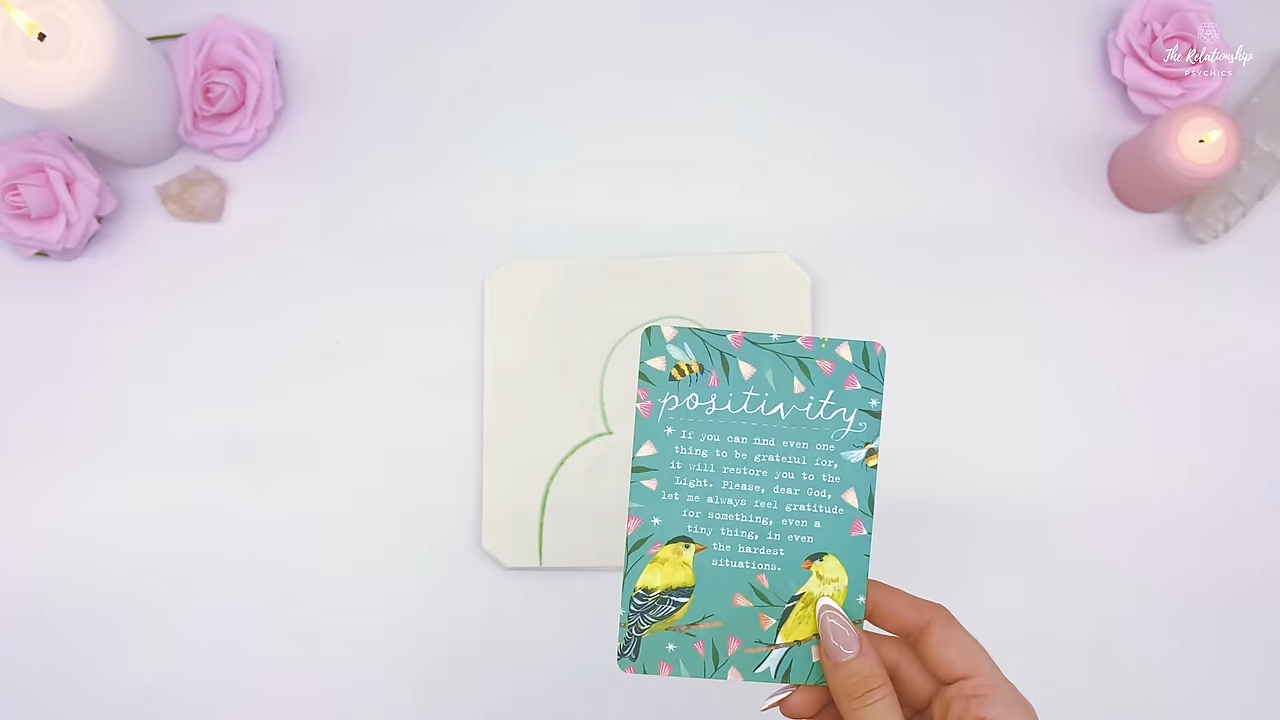 The Relationship
PSYCHICS
positivity
If you can find even one
thing to be grateful for,
it will restore you to the
Light. Please, dear God,
let me always feel gratitude
for something, even a
tiny thing, in even
the hardest
situations.